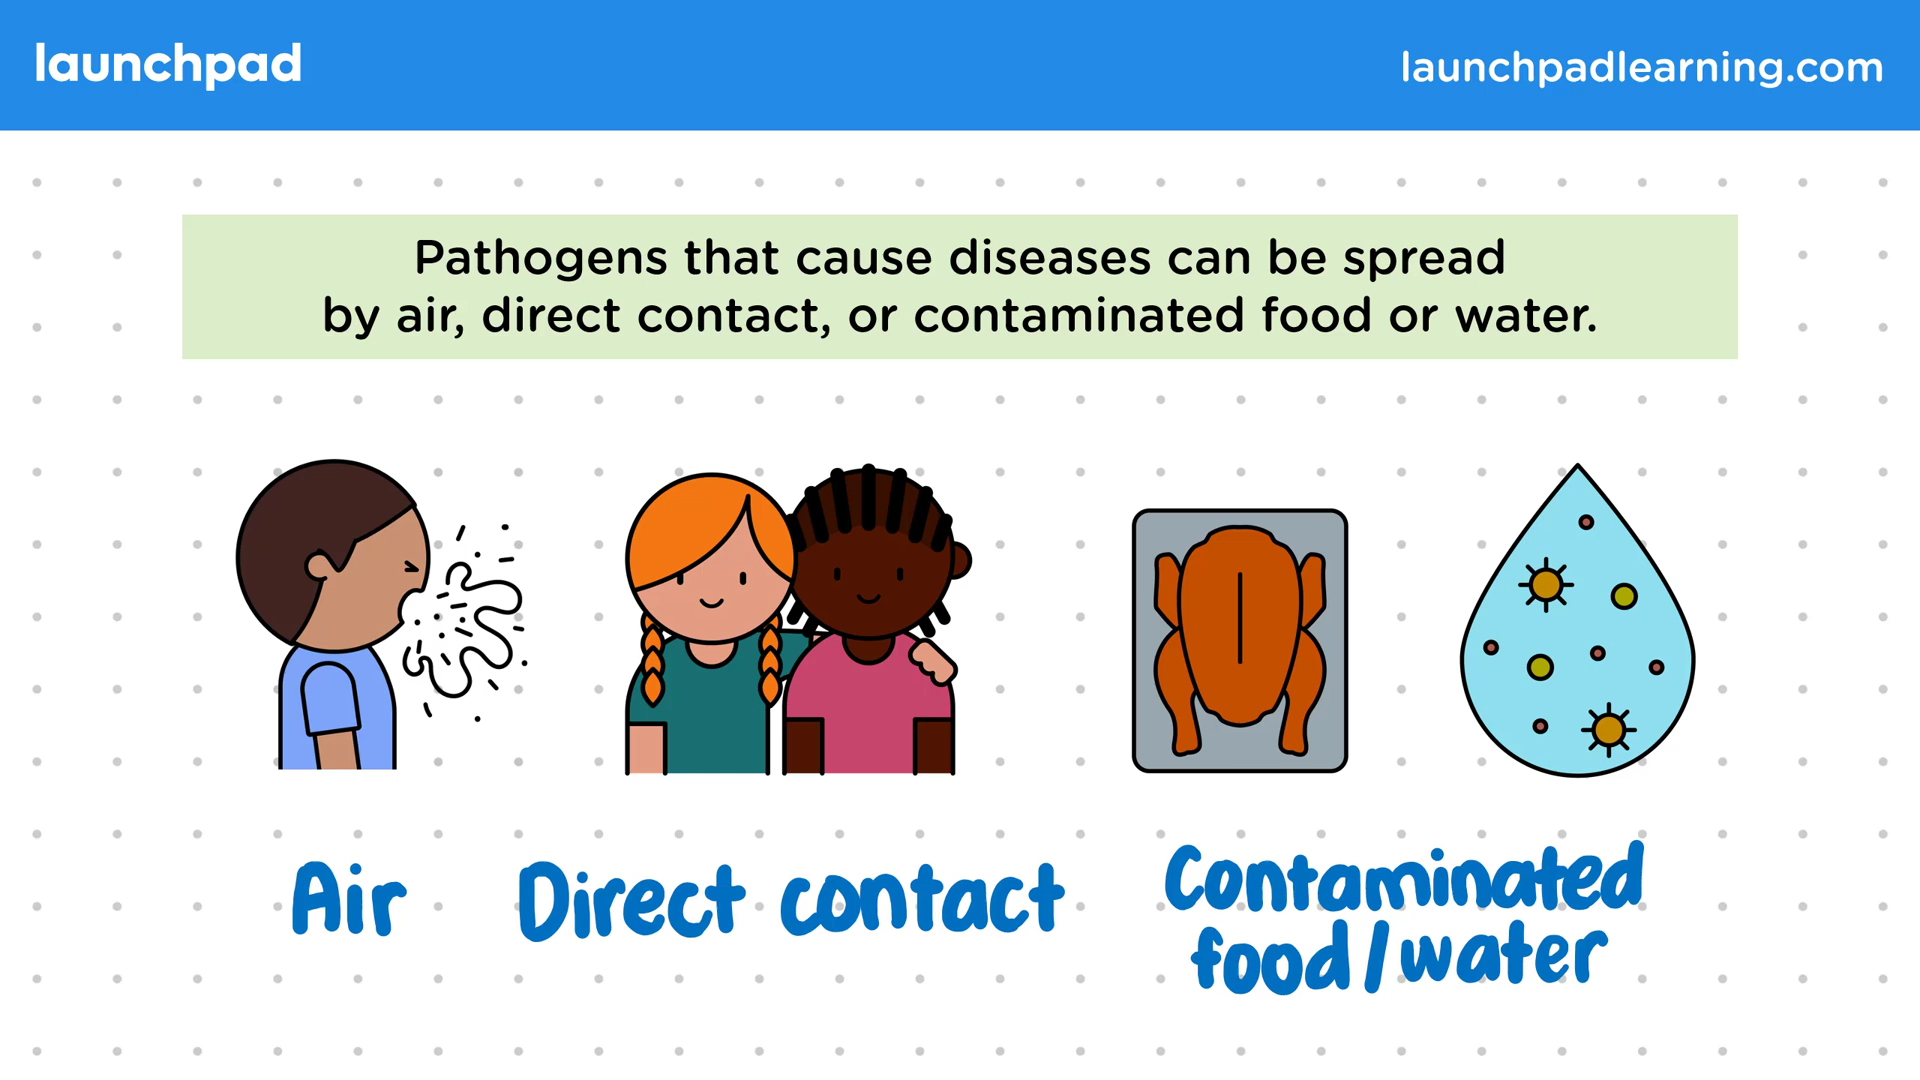 launchpad
launchpadlearning.com
Pathogens that cause diseases can be spread
by air, direct contact, or contaminated food or water.
Air
Direct contact
Contaminated
food/water